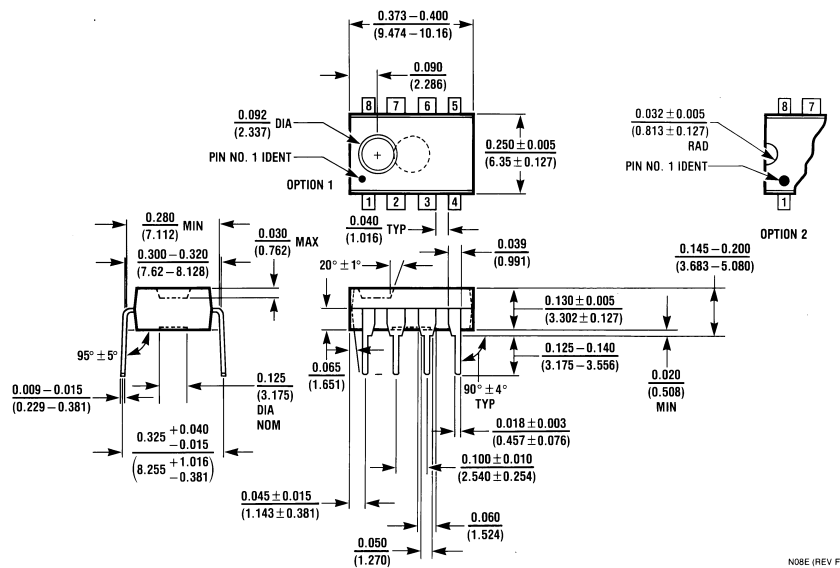 0.373 – 0.400
(9.474 – 10.16)
0.090
(2.286)
8 7 6 5
0.092 DIA
(2.337)
PIN NO. 1 IDENT
OPTION 1
1 2 3 4
0.250 ± 0.005
(6.35 ± 0.127)
0.032 ± 0.005
(0.813 ± 0.127)
RAD
PIN NO. 1 IDENT
8 7
1
OPTION 2
0.280 MIN
(7.112)
0.300 – 0.320
(7.62 – 8.128)
0.030 MAX
(0.762)
0.040 TYP
(1.016)
0.039
(0.991)
0.145 – 0.200
(3.683 – 5.080)
20° ± 1°
0.130 ± 0.005
(3.302 ± 0.127)
0.125 – 0.140
(3.175 – 3.556)
0.020
(0.508)
MIN
95° ± 5°
0.009 – 0.015
(0.229 – 0.381)
0.125
(3.175)
DIA
NOM
0.065
(1.651)
90° ± 4°
TYP
0.018 ± 0.003
(0.457 ± 0.076)
0.325 + 0.040
– 0.015
(8.255 + 1.016
– 0.381)
0.100 ± 0.010
(2.540 ± 0.254)
0.045 ± 0.015
(1.143 ± 0.381)
0.060
(1.524)
0.050
(1.270)
N08E (REV F